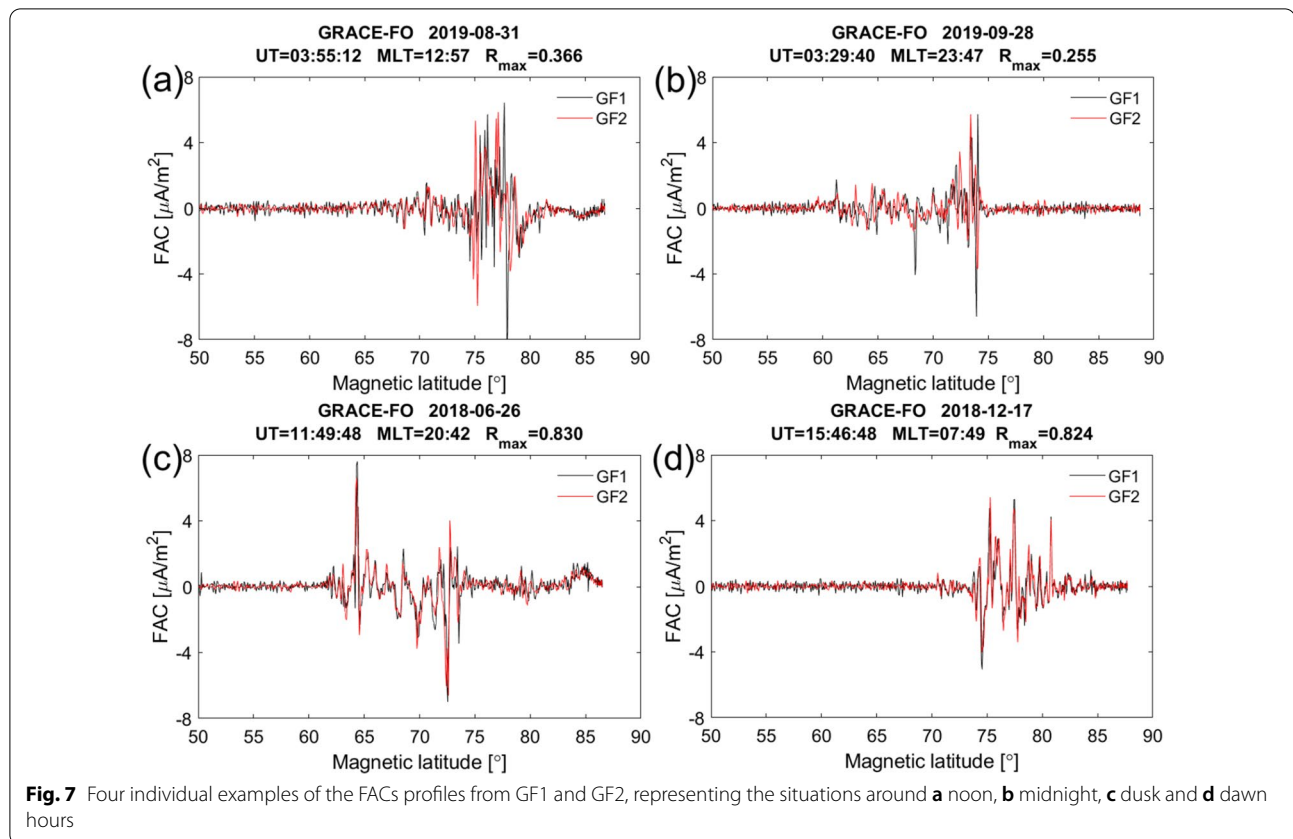 GRACE-FO 2019-08-31
UT=03:55:12 MLT=12:57 R_max=0.366
(a)
GF1
GF2
8
4
0
-4
-8
FAC [μA/m²]
50 55 60 65 70 75 80 85 90
Magnetic latitude [°]
GRACE-FO 2019-09-28
UT=03:29:40 MLT=23:47 R_max=0.255
(b)
GF1
GF2
8
4
0
-4
-8
FAC [μA/m²]
50 55 60 65 70 75 80 85 90
Magnetic latitude [°]
GRACE-FO 2018-06-26
UT=11:49:48 MLT=20:42 R_max=0.830
(c)
GF1
GF2
8
4
0
-4
-8
FAC [μA/m²]
50 55 60 65 70 75 80 85 90
Magnetic latitude [°]
GRACE-FO 2018-12-17
UT=15:46:48 MLT=07:49 R_max=0.824
(d)
GF1
GF2
8
4
0
-4
-8
FAC [μA/m²]
50 55 60 65 70 75 80 85 90
Magnetic latitude [°]
Fig. 7 Four individual examples of the FACs profiles from GF1 and GF2, representing the situations around a noon, b midnight, c dusk and d dawn
hours